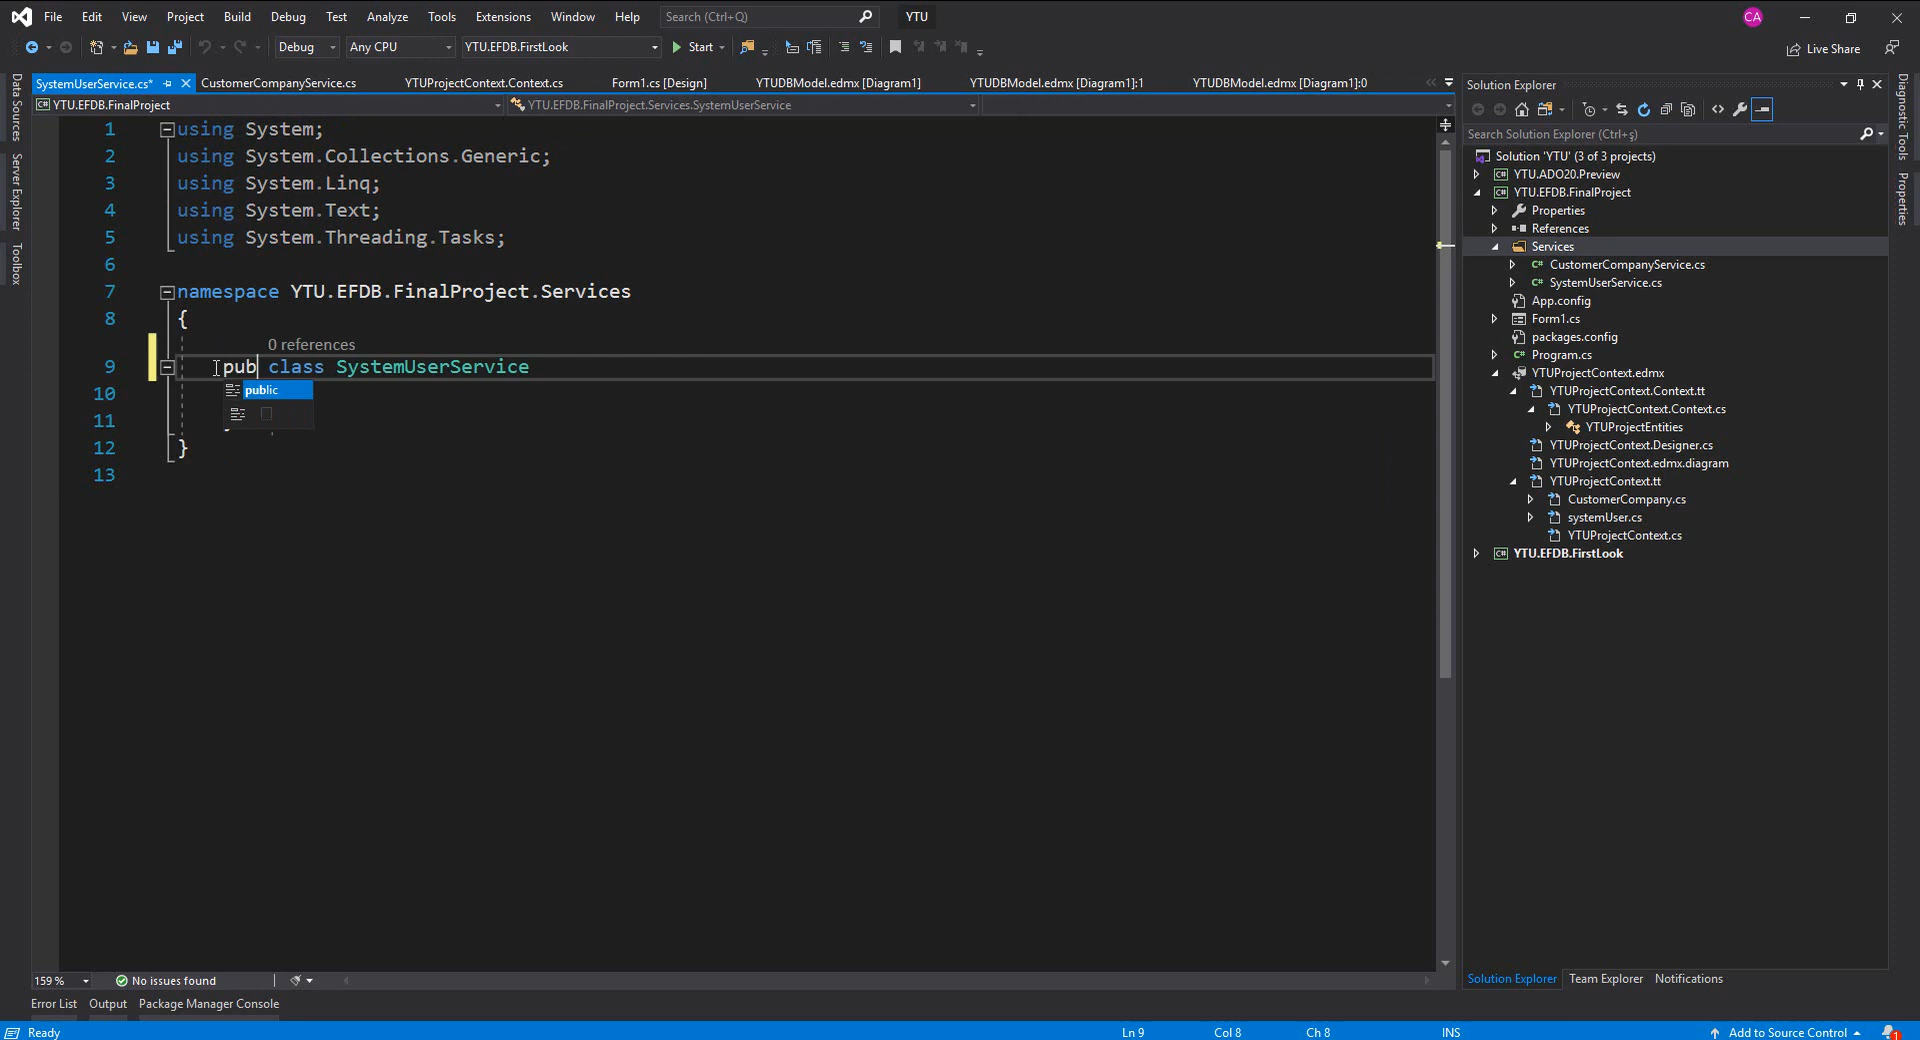 File Edit View Project Build Debug Test Analyze Tools Extensions Window Help Search (Ctrl+Q) YTU CA
Debug Any CPU YTU.EFDB.FirstLook Start Live Share
SystemUserService.cs* CustomerCompanyService.cs YTUProjectContext.Context.cs Form1.cs [Design] YTUDBModel.edmx [Diagram1] YTUDBModel.edmx [Diagram1]:1 YTUDBModel.edmx [Diagram1]:0
YTU.EFDB.FinalProject YTU.EFDB.FinalProject.Services.SystemUserService
Data Sources
Server Explorer
Toolbox
1 using System;
2 using System.Collections.Generic;
3 using System.Linq;
4 using System.Text;
5 using System.Threading.Tasks;
6
7 namespace YTU.EFDB.FinalProject.Services
8 {
0 references
9 pub class SystemUserService
public
10
11
12 }
13
159 % No issues found
Error List Output Package Manager Console
Ready Ln 9 Col 8 Ch 8 INS Add to Source Control 1
Solution Explorer
Search Solution Explorer (Ctrl+ş)
Solution 'YTU' (3 of 3 projects)
YTU.ADO20.Preview
YTU.EFDB.FinalProject
Properties
References
Services
CustomerCompanyService.cs
SystemUserService.cs
App.config
Form1.cs
packages.config
Program.cs
YTUProjectContext.edmx
YTUProjectContext.Context.tt
YTUProjectContext.Context.cs
YTUProjectEntities
YTUProjectContext.Designer.cs
YTUProjectContext.edmx.diagram
YTUProjectContext.tt
CustomerCompany.cs
systemUser.cs
YTUProjectContext.cs
YTU.EFDB.FirstLook
Solution Explorer Team Explorer Notifications
Diagnostic Tools
Properties